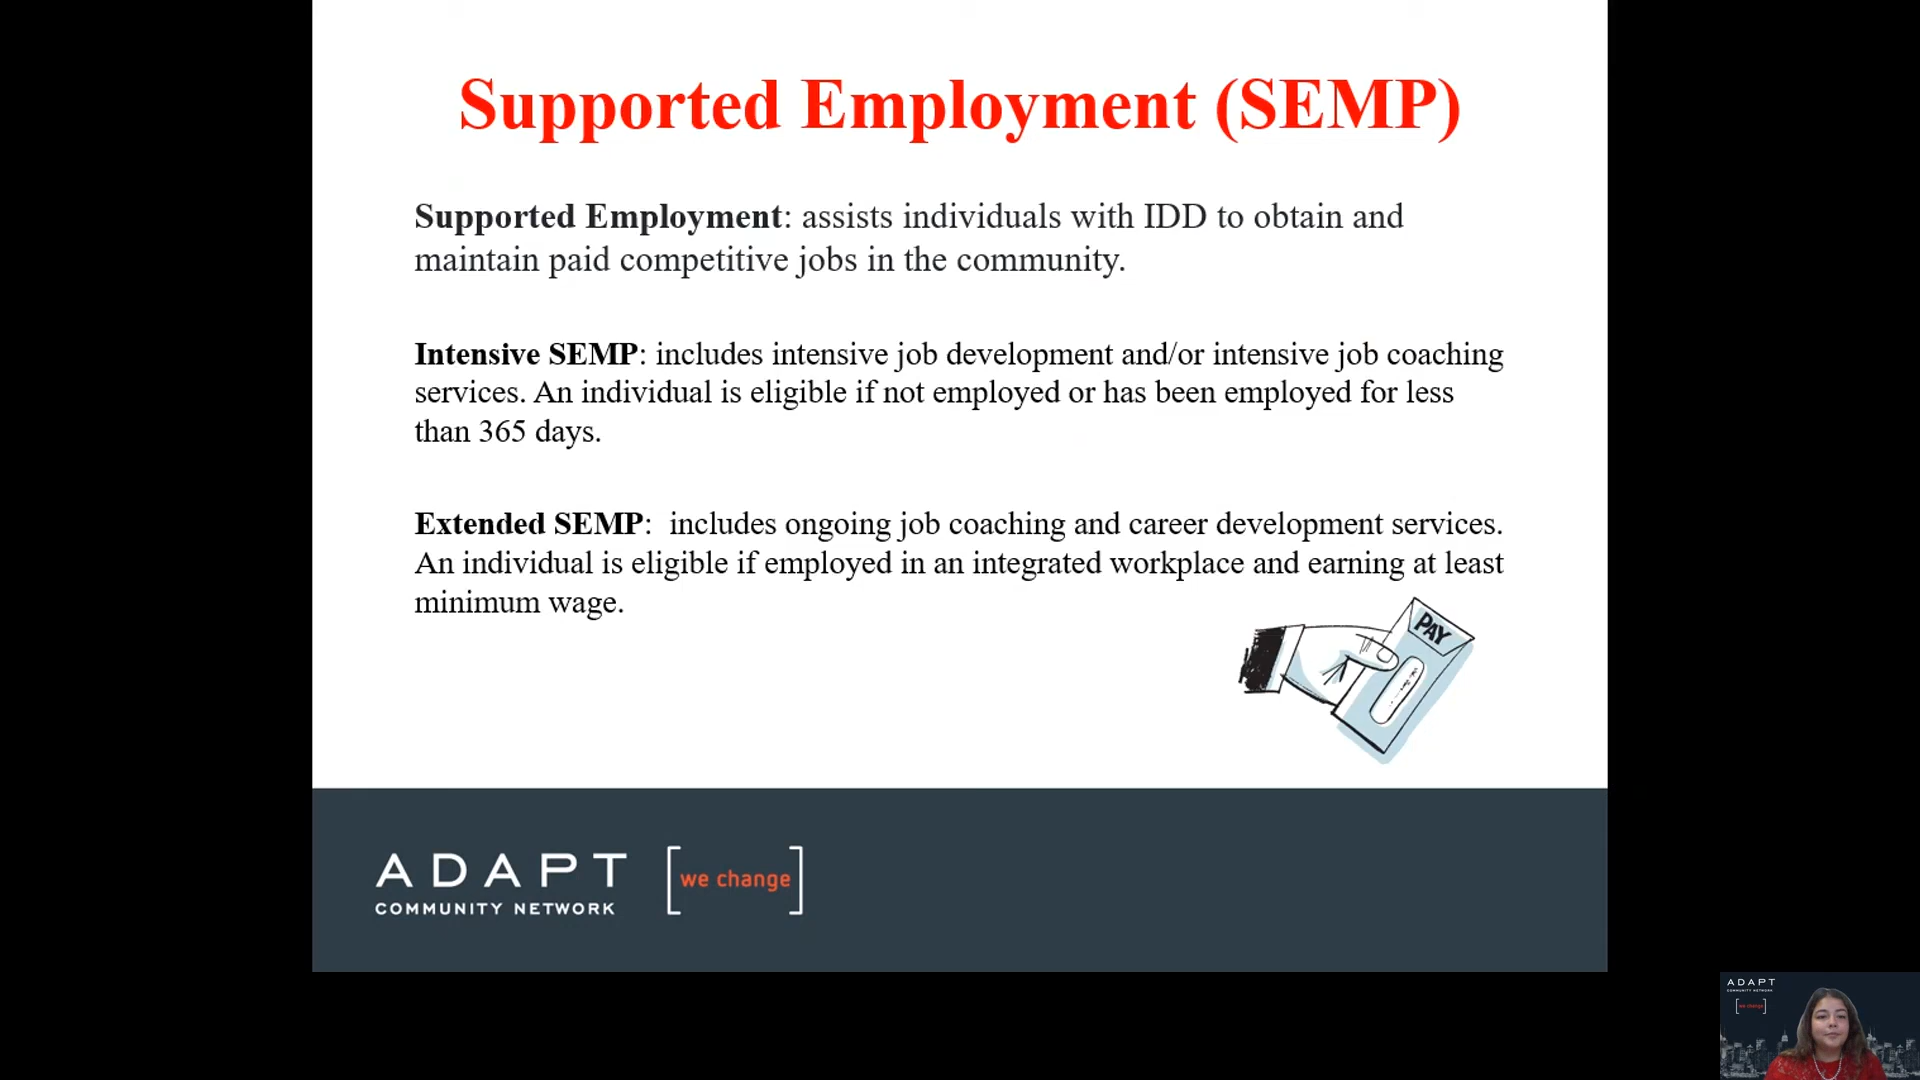 Supported Employment (SEMP)
Supported Employment: assists individuals with IDD to obtain and
maintain paid competitive jobs in the community.
Intensive SEMP: includes intensive job development and/or intensive job coaching
services. An individual is eligible if not employed or has been employed for less
than 365 days.
Extended SEMP:  includes ongoing job coaching and career development services.
An individual is eligible if employed in an integrated workplace and earning at least
minimum wage.
PAY
ADAPT
COMMUNITY NETWORK
[we change]
ADAPT
COMMUNITY NETWORK
[we change]